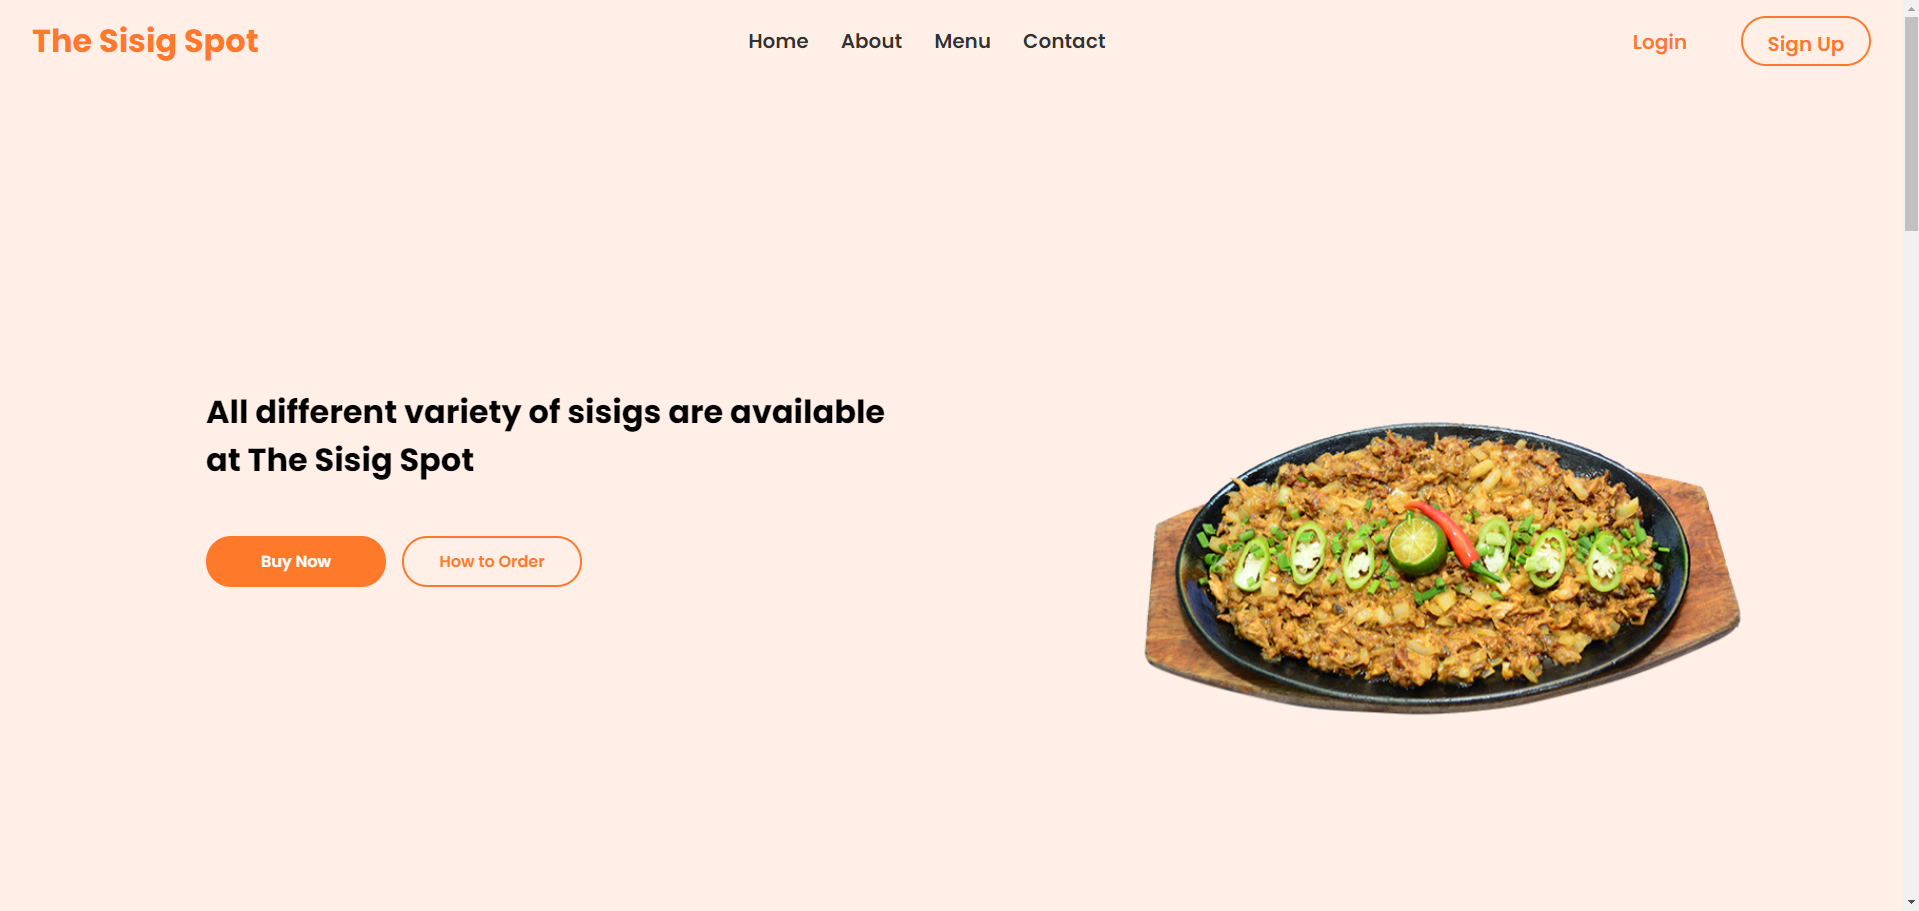 The Sisig Spot
Home
About
Menu
Contact
Login
Sign Up
All different variety of sisigs are available
at The Sisig Spot
Buy Now
How to Order